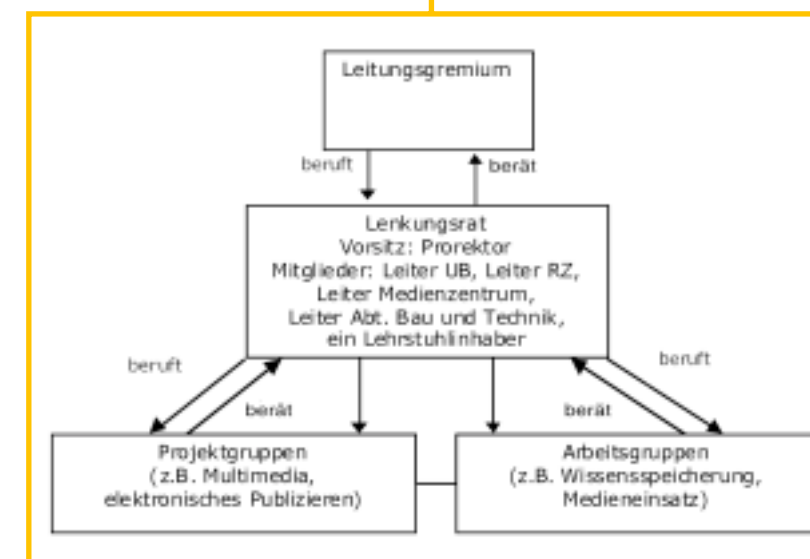 Leitungsgremium
beruft
berät
Lenkungsrat
Vorsitz: Prorektor
Mitglieder: Leiter UB, Leiter RZ,
Leiter Medienzentrum,
Leiter Abt. Bau und Technik,
ein Lehrstuhlinhaber
beruft
berät
berät
beruft
Projektgruppen
(z.B. Multimedia,
elektronisches Publizieren)
Arbeitsgruppen
(z.B. Wissensspeicherung,
Medieneinsatz)